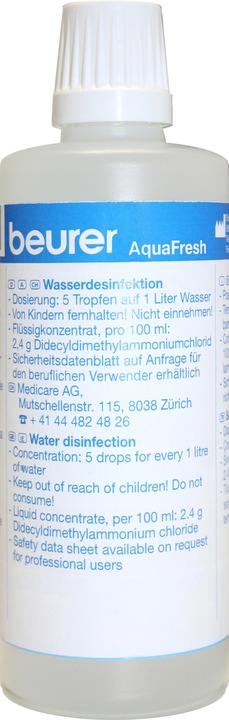 beurer AquaFresh
D A CH Wasserdesinfektion
- Dosierung: 5 Tropfen auf 1 Liter Wasser
- Von Kindern fernhalten! Nicht einnehmen!
- Flüssigkonzentrat, pro 100 ml:
2,4 g Didecyldimethylammoniumchlorid
- Sicherheitsdatenblatt auf Anfrage für
den beruflichen Verwender erhältlich
CH Medicare AG,
Mutschellenstr. 115, 8038 Zürich
☎ + 41 44 482 48 26
Water disinfection
- Concentration: 5 drops for every 1 litre
of water
- Keep out of reach of children! Do not
consume!
- Liquid concentrate, per 100 ml: 2.4 g
Didecyldimethylammonium chloride
- Safety data sheet available on request
for professional users